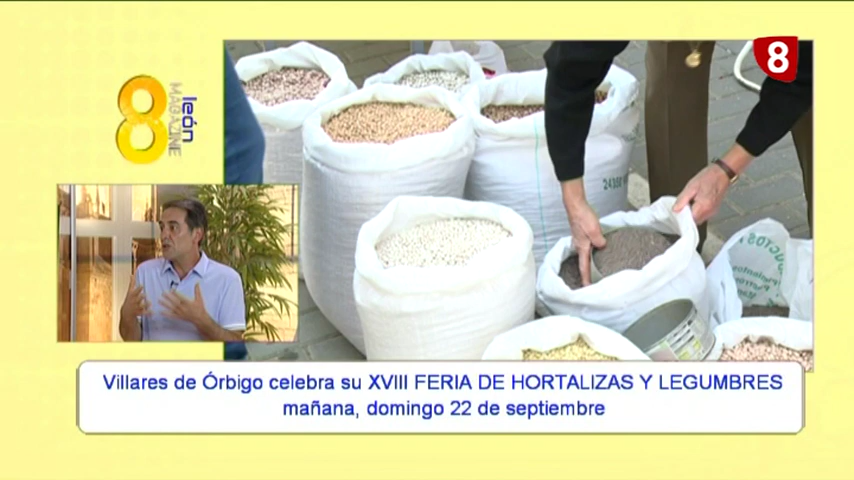 8
león
MAGAZINE
8
24350
Villares de Órbigo celebra su XVIII FERIA DE HORTALIZAS Y LEGUMBRES
mañana, domingo 22 de septiembre